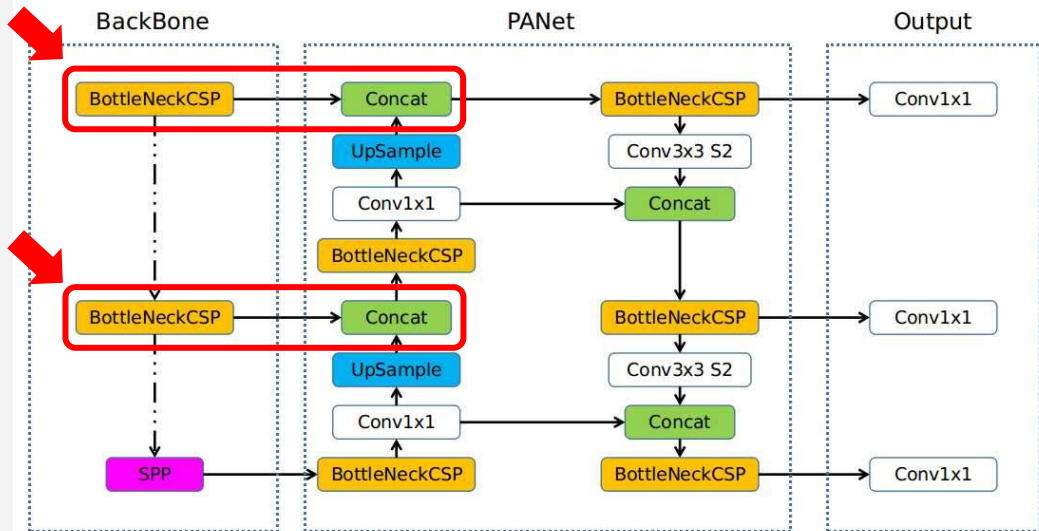 BackBone PANet Output
BottleNeckCSP Concat BottleNeckCSP Conv1x1
UpSample Conv3x3 S2
Conv1x1 Concat
BottleNeckCSP
BottleNeckCSP Concat BottleNeckCSP Conv1x1
UpSample Conv3x3 S2
Conv1x1 Concat
SPP BottleNeckCSP BottleNeckCSP Conv1x1